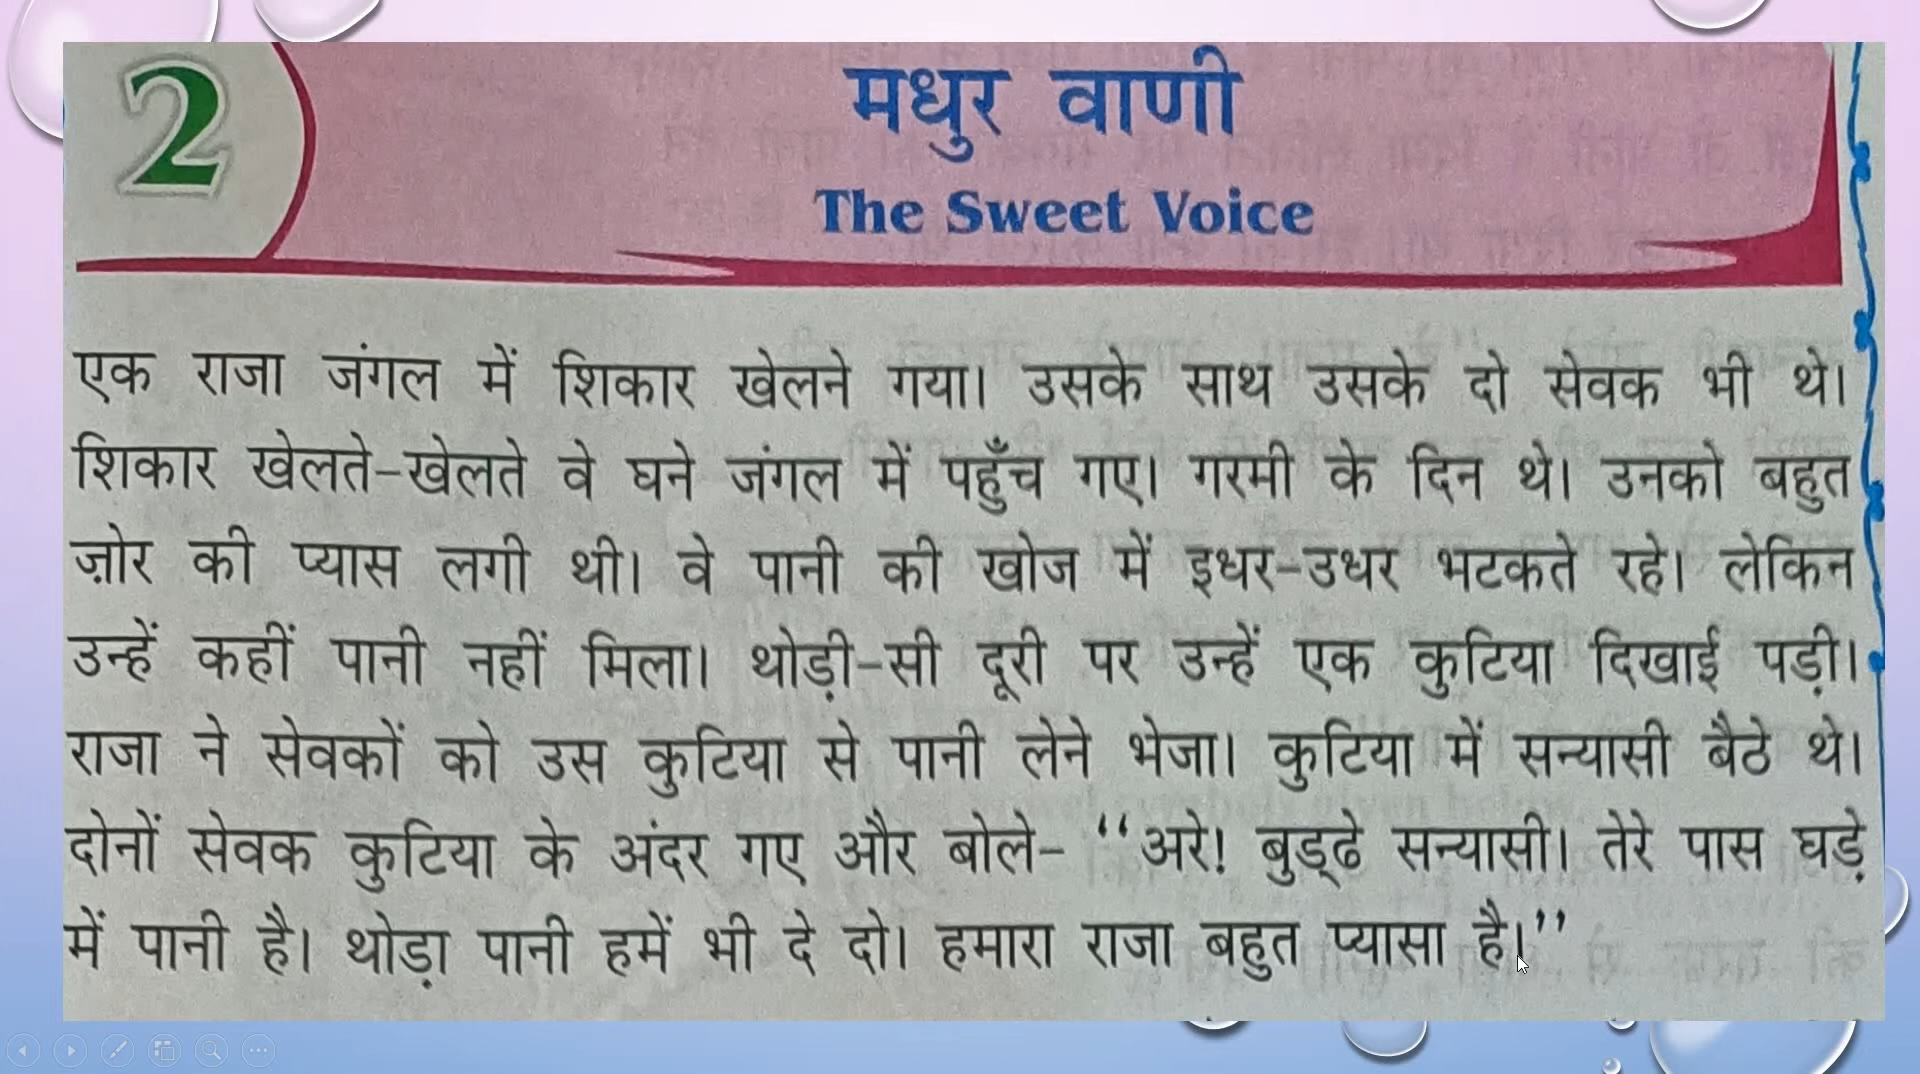 2
मधुर वाणी
The Sweet Voice
एक राजा जंगल में शिकार खेलने गया। उसके साथ उसके दो सेवक भी थे।
शिकार खेलते-खेलते वे घने जंगल में पहुँच गए। गरमी के दिन थे। उनको बहुत
ज़ोर की प्यास लगी थी। वे पानी की खोज में इधर-उधर भटकते रहे। लेकिन
उन्हें कहीं पानी नहीं मिला। थोड़ी-सी दूरी पर उन्हें एक कुटिया दिखाई पड़ी।
राजा ने सेवकों को उस कुटिया से पानी लेने भेजा। कुटिया में सन्यासी बैठे थे।
दोनों सेवक कुटिया के अंदर गए और बोले- “अरे! बुड्ढे सन्यासी। तेरे पास घड़े
में पानी है। थोड़ा पानी हमें भी दे दो। हमारा राजा बहुत प्यासा है।”